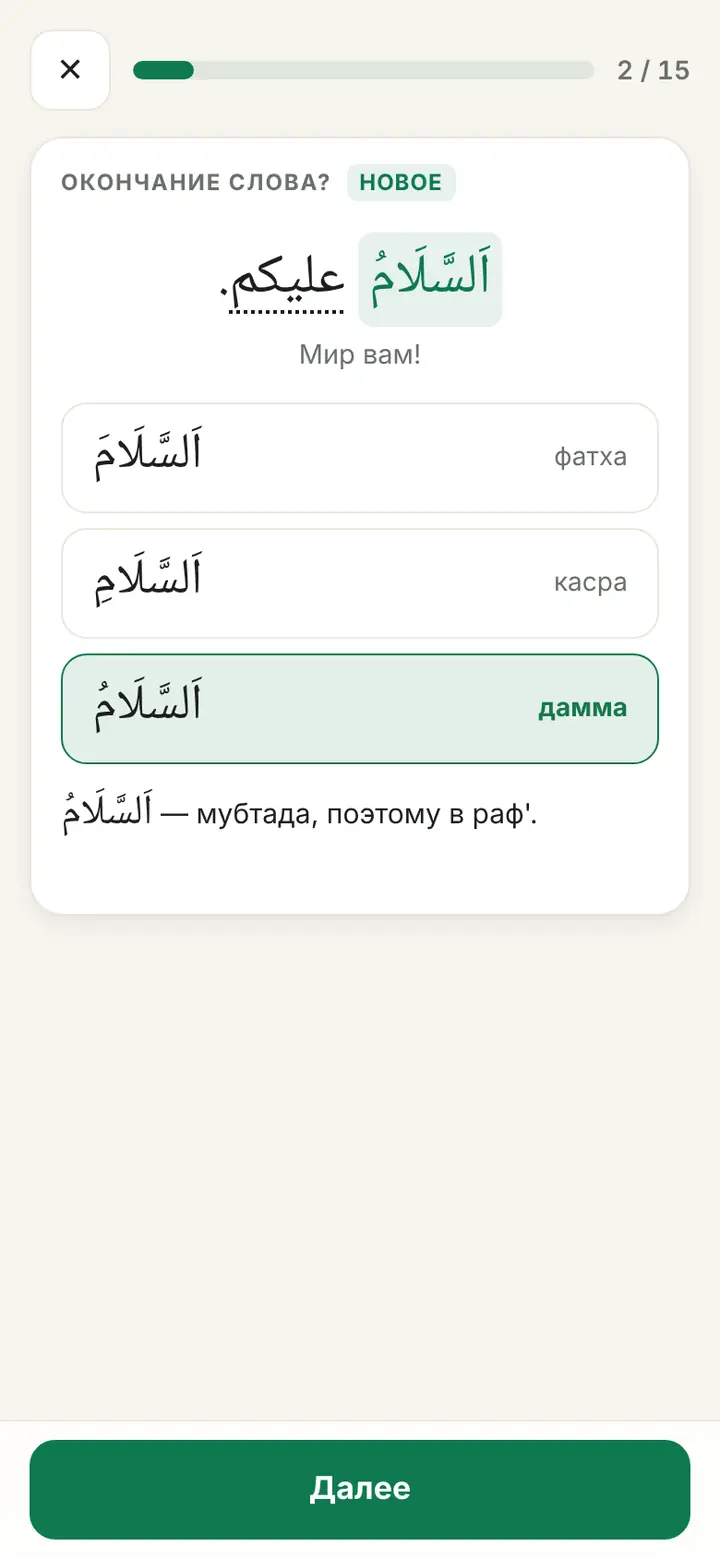 ✕ 2 / 15
ОКОНЧАНИЕ СЛОВА? НОВОЕ
اَلسَّلَامُ عليكم.
Мир вам!
اَلسَّلَامَ фатха
اَلسَّلَامِ касра
اَلسَّلَامُ дамма
اَلسَّلَامُ — мубтада, поэтому в раф'.
Далее